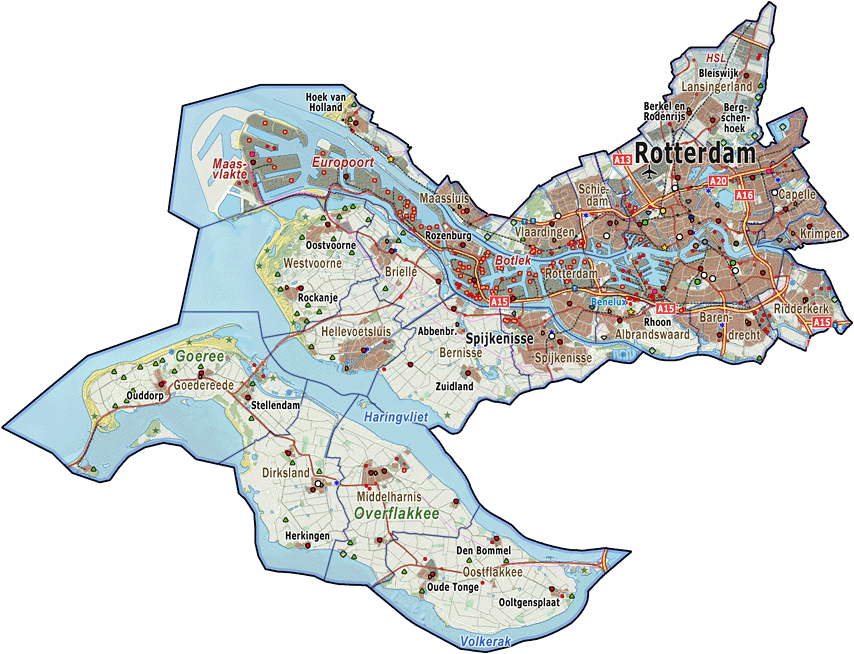 HSL
Bleiswijk
Lansingerland
Hoek van
Holland
Berkel en
Rodenrijs
Berg-
schen-
hoek
Rotterdam
A13
Maas-
vlakte
Europoort
A20
A16
Schie-
dam
Capelle
Maassluis
Vlaardingen
Krimpen
Rozenburg
Oostvoorne
Westvoorne
Brielle
Botlek
Rotterdam
Rockanje
A15
Benelux
A15
Ridderkerk
A15
Rhoon
Baren-
drecht
Albrandswaard
Hellevoetsluis
Abbenbr.
Spijkenisse
Bernisse
Spijkenisse
Zuidland
Goeree
Goedereede
Ouddorp
Stellendam
Haringvliet
Dirksland
Middelharnis
Overflakkee
Herkingen
Den Bommel
Oostflakkee
Oude Tonge
Ooltgensplaat
Volkerak